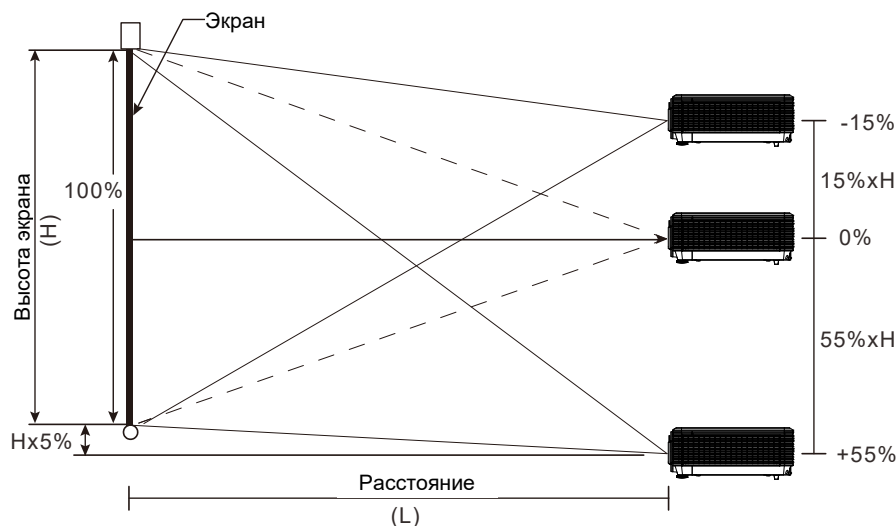 Экран
-15%
15%xH
100%
Высота экрана
(H)
0%
55%xH
Hx5%
+55%
Расстояние
(L)